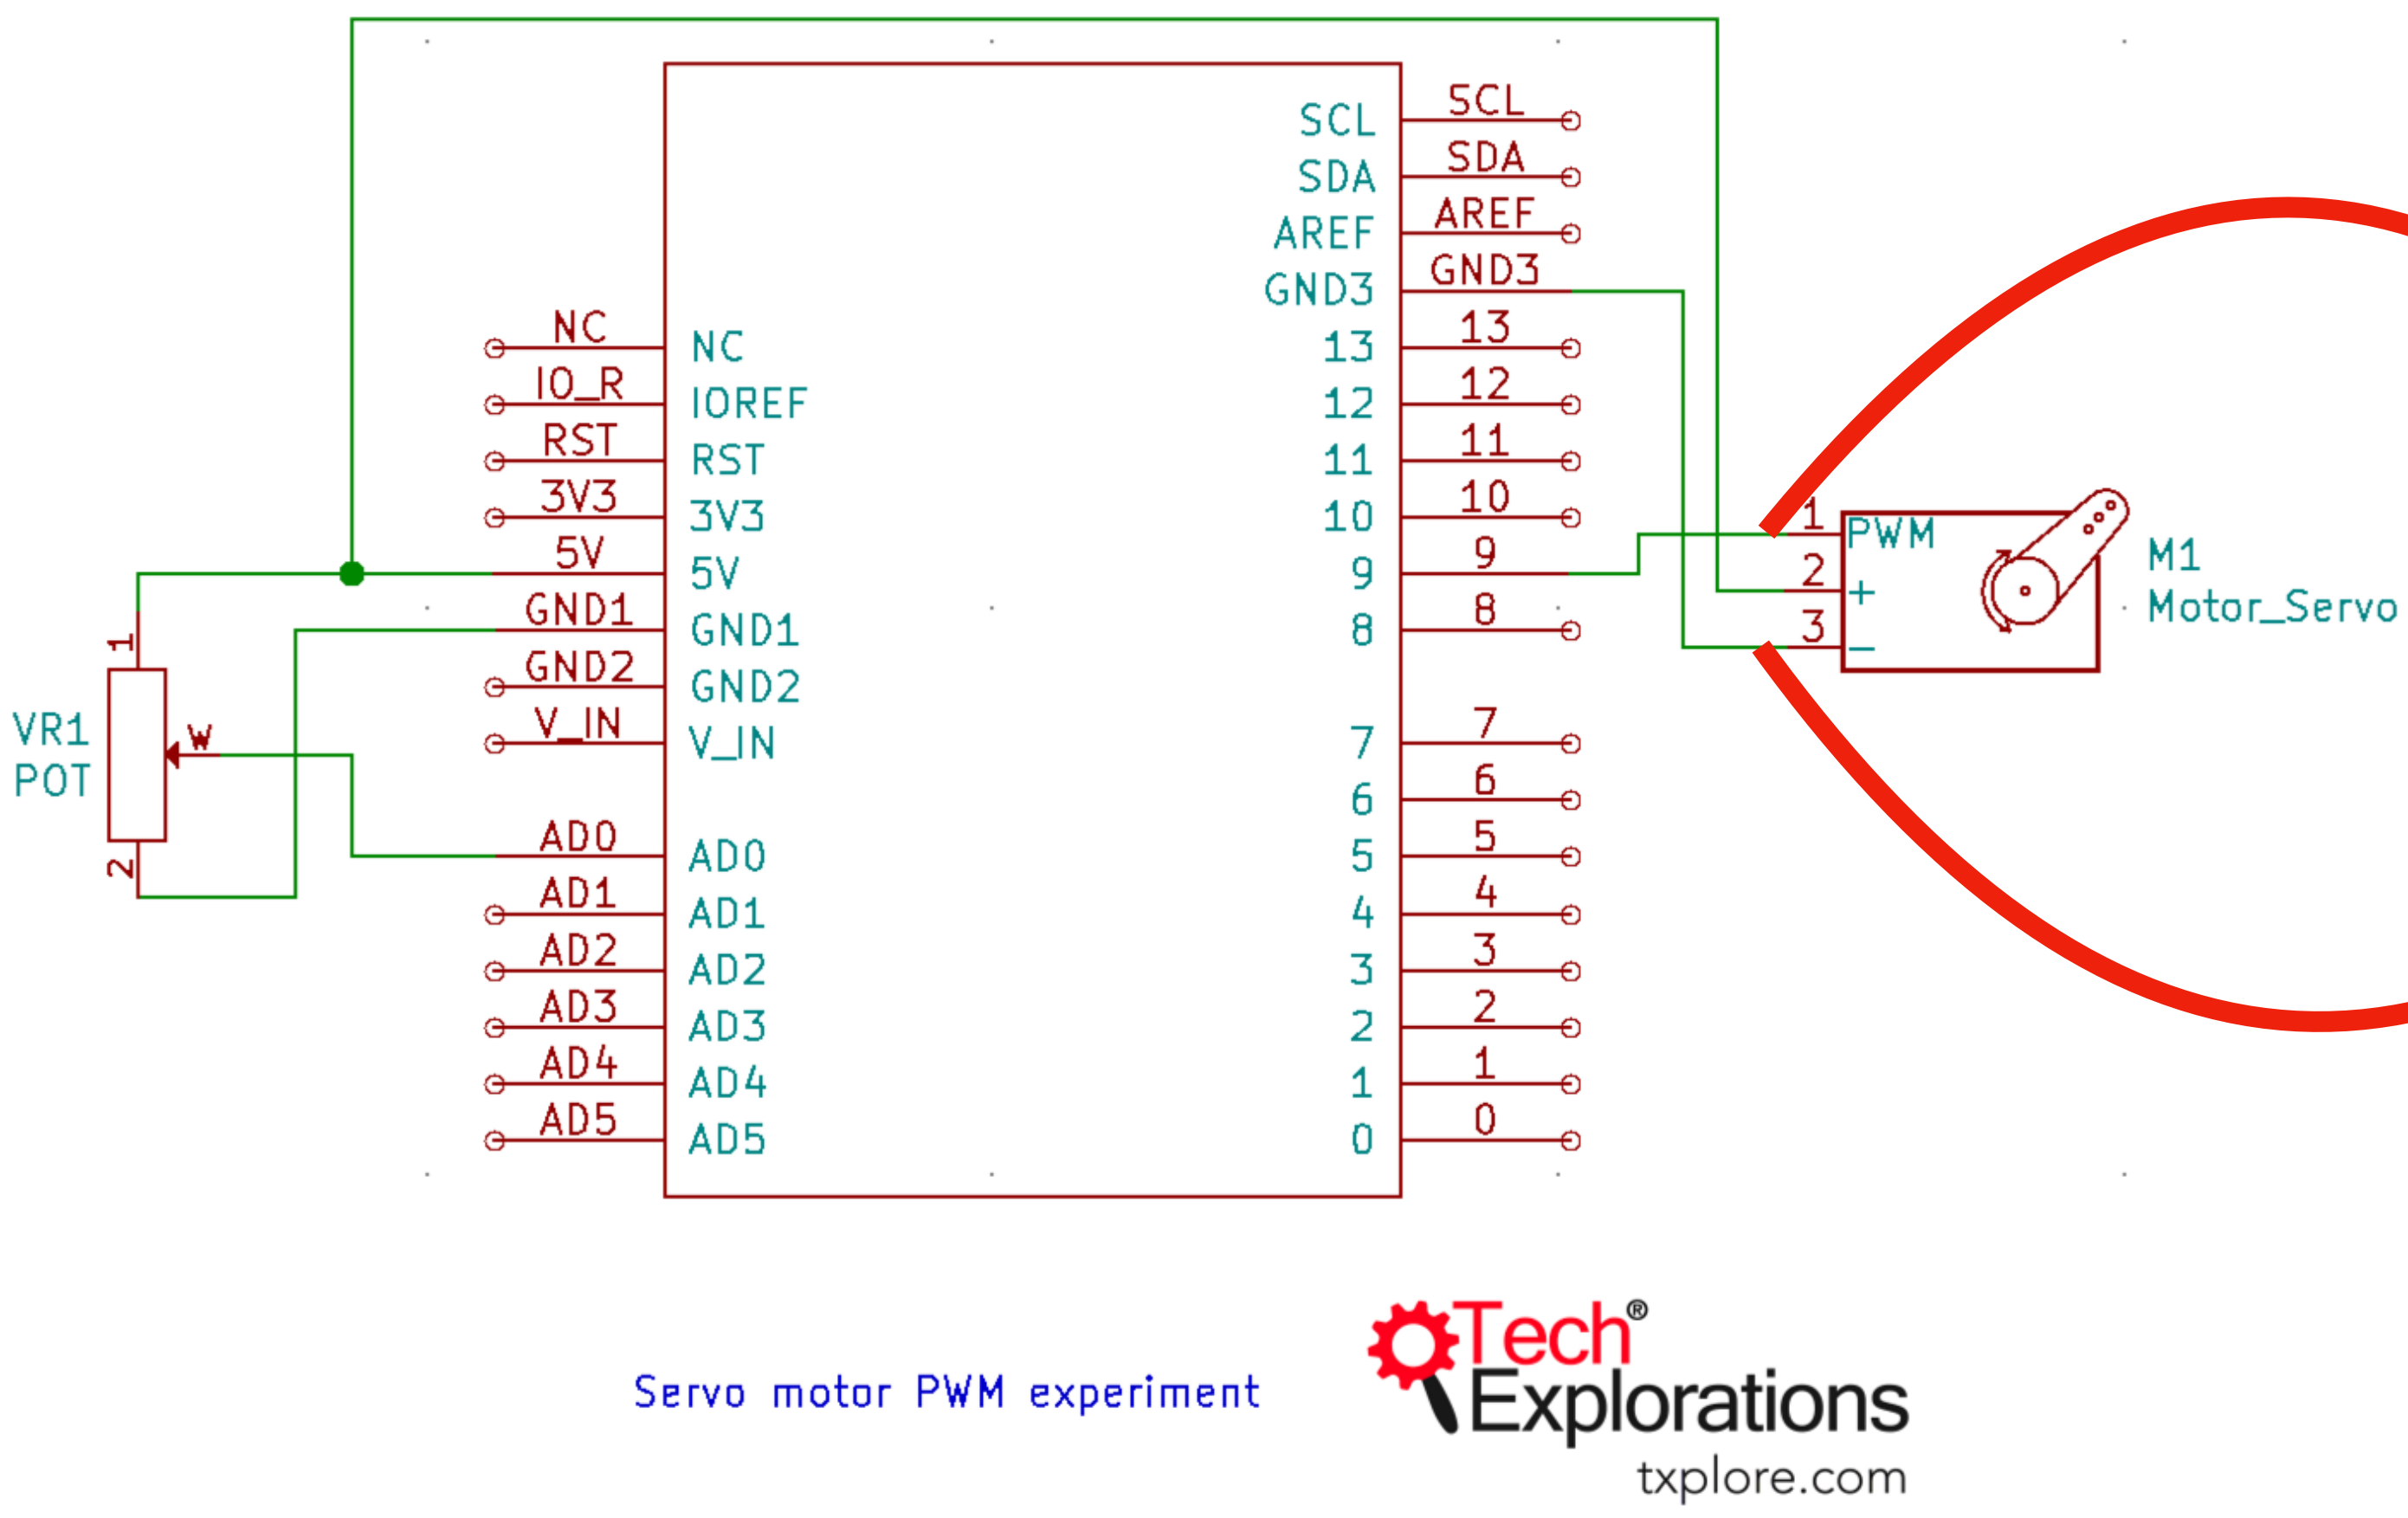 SCL SCL
SDA SDA
AREF AREF
GND3 GND3
NC NC 13 13
IO_R IOREF 12 12
RST RST 11 11
3V3 3V3 10 10 1 PWM
5V 5V 9 9 2 + M1
GND1 GND1 8 8 3 − Motor_Servo
1
GND2 GND2
VR1 W V_IN V_IN 7 7
POT 6 6
2 AD0 AD0 5 5
AD1 AD1 4 4
AD2 AD2 3 3
AD3 AD3 2 2
AD4 AD4 1 1
AD5 AD5 0 0
Servo motor PWM experiment
Tech®
Explorations
txplore.com